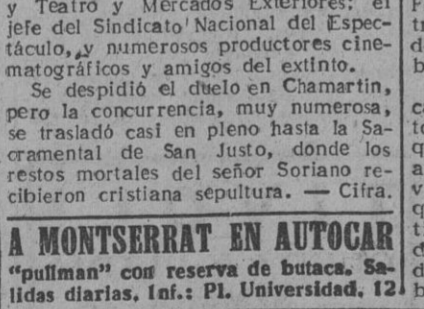 y Teatro y Mercados Exteriores; el
jefe del Sindicato Nacional del Espec-
táculo, y numerosos productores cine-
matográficos y amigos del extinto.
Se despidió el duelo en Chamartin,
pero la concurrencia, muy numerosa,
se trasladó casi en pleno hasta la Sa-
cramental de San Justo, donde los
restos mortales del señor Soriano re-
cibieron cristiana sepultura. — Cifra.
A MONTSERRAT EN AUTOCAR
"pullman" con reserva de butaca. Sa-
lidas diarias. Inf.: Pl. Universidad, 12